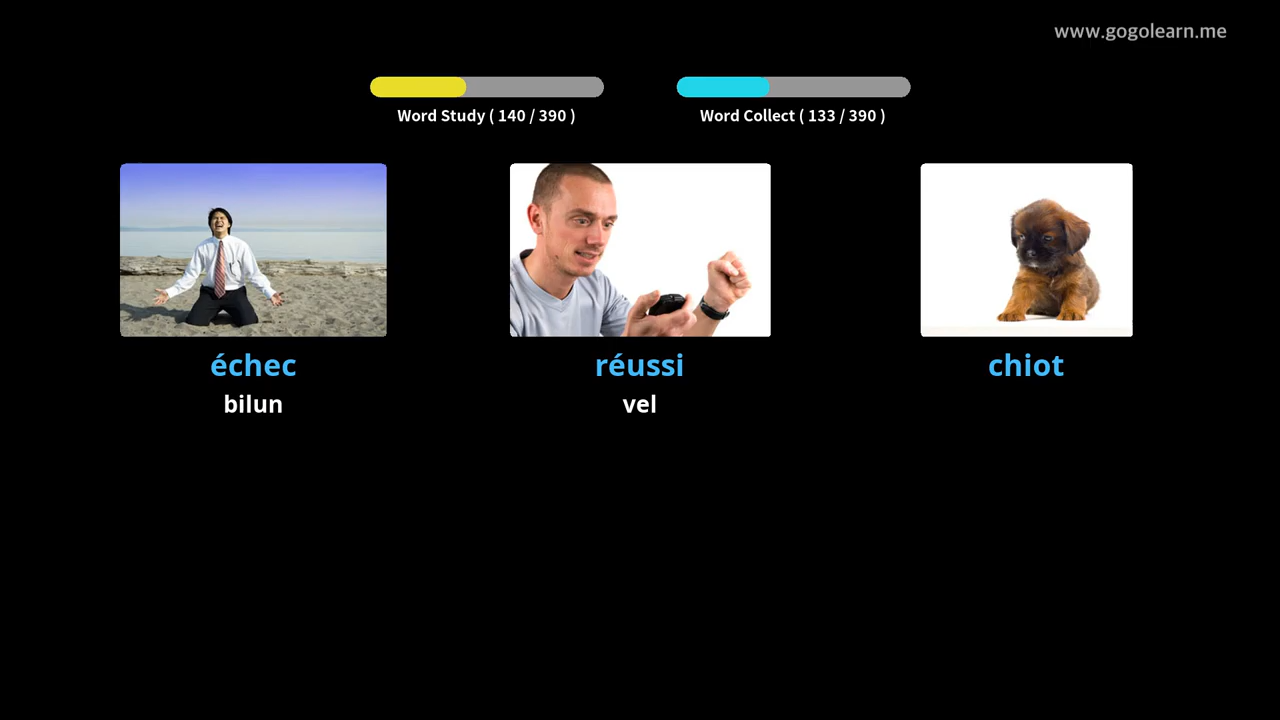 www.gogolearn.me
Word Study ( 140 / 390 )
Word Collect ( 133 / 390 )
échec
réussi
chiot
bilun
vel